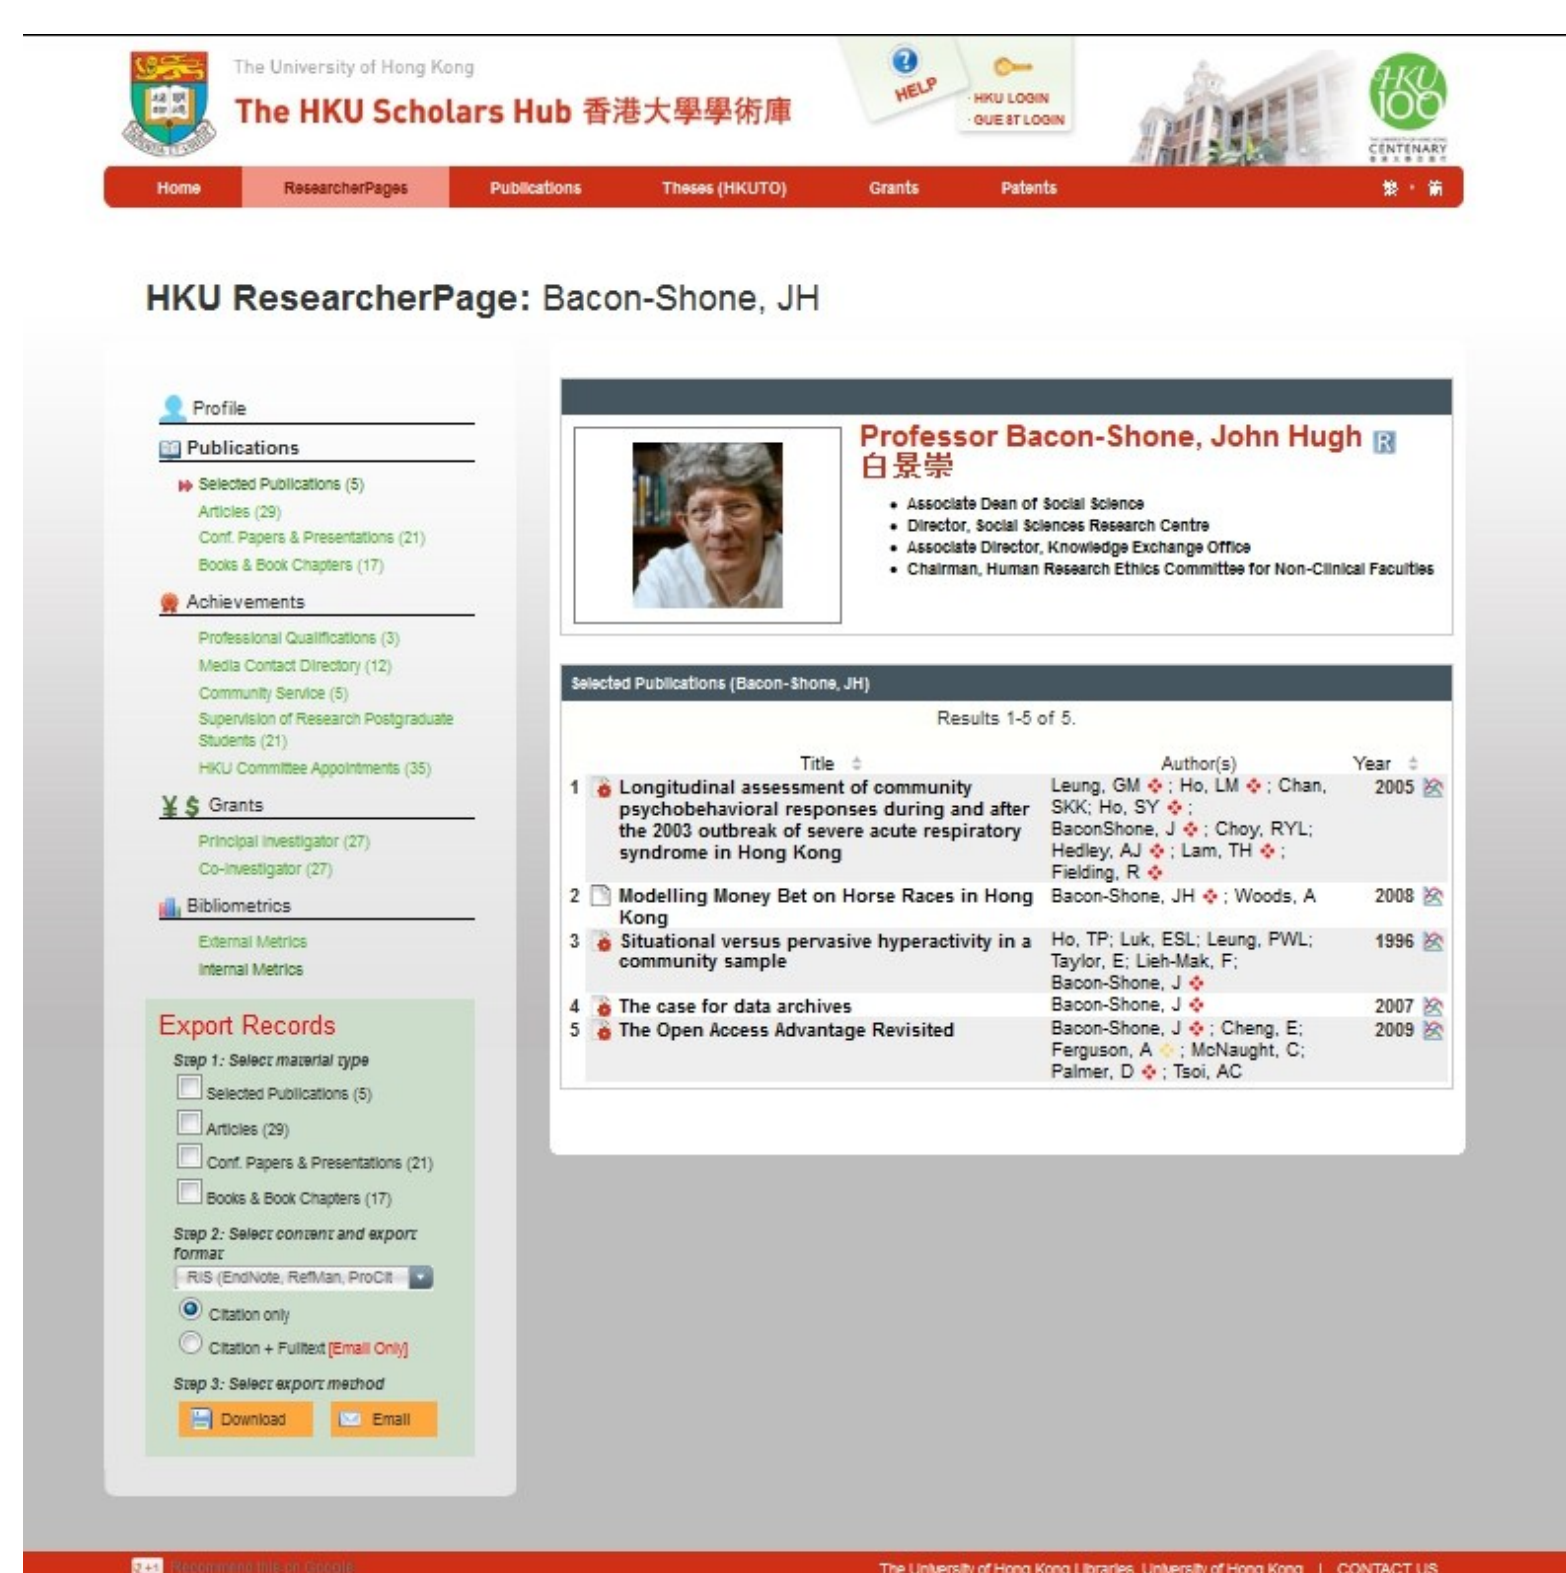 The University of Hong Kong
The HKU Scholars Hub 香港大學學術庫
HELP
· HKU LOGIN
· GUEST LOGIN
HKU
100
CENTENARY
Home ResearcherPages Publications Theses (HKUTO) Grants Patents 繁 · 简
HKU ResearcherPage: Bacon-Shone, JH
Profile
Publications
Selected Publications (5)
Articles (29)
Conf. Papers & Presentations (21)
Books & Book Chapters (17)
Achievements
Professional Qualifications (3)
Media Contact Directory (12)
Community Service (5)
Supervision of Research Postgraduate
Students (21)
HKU Committee Appointments (35)
¥ $ Grants
Principal Investigator (27)
Co-Investigator (27)
Bibliometrics
External Metrics
Internal Metrics
Export Records
Step 1: Select material type
Selected Publications (5)
Articles (29)
Conf. Papers & Presentations (21)
Books & Book Chapters (17)
Step 2: Select content and export
format
RIS (EndNote, RefMan, ProCit
Citation only
Citation + Fulltext [Email Only]
Step 3: Select export method
Download Email
Professor Bacon-Shone, John Hugh R
白景崇
• Associate Dean of Social Science
• Director, Social Sciences Research Centre
• Associate Director, Knowledge Exchange Office
• Chairman, Human Research Ethics Committee for Non-Clinical Faculties
Selected Publications (Bacon-Shone, JH)
Results 1-5 of 5.
Title Author(s) Year
1 Longitudinal assessment of community Leung, GM ; Ho, LM ; Chan, 2005
psychobehavioral responses during and after SKK; Ho, SY ;
the 2003 outbreak of severe acute respiratory BaconShone, J ; Choy, RYL;
syndrome in Hong Kong Hedley, AJ ; Lam, TH ;
Fielding, R
2 Modelling Money Bet on Horse Races in Hong Bacon-Shone, JH ; Woods, A 2008
Kong
3 Situational versus pervasive hyperactivity in a Ho, TP; Luk, ESL; Leung, PWL; 1996
community sample Taylor, E; Lieh-Mak, F;
Bacon-Shone, J
4 The case for data archives Bacon-Shone, J 2007
5 The Open Access Advantage Revisited Bacon-Shone, J ; Cheng, E; 2009
Ferguson, A ; McNaught, C;
Palmer, D ; Tsoi, AC
Recommend this on Google
The University of Hong Kong Libraries, University of Hong Kong | CONTACT US